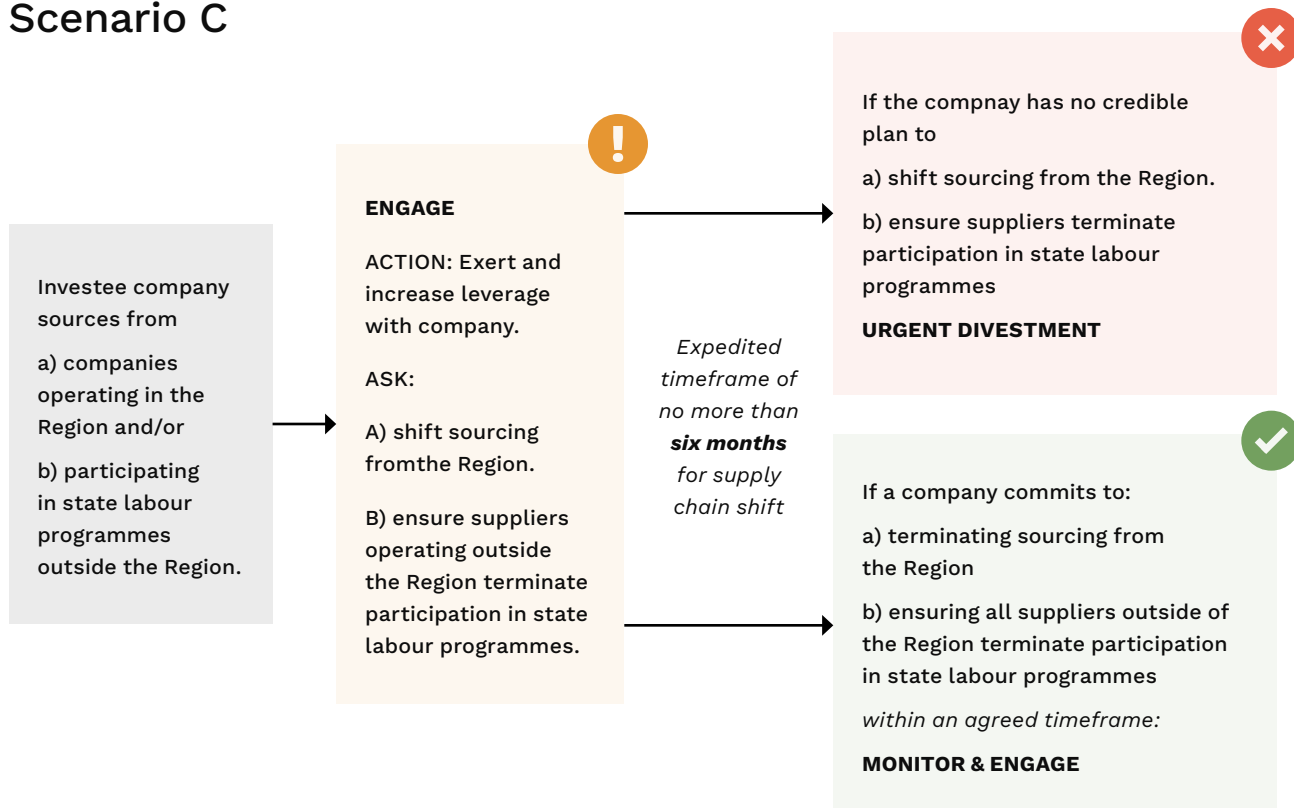 Scenario C
Investee company
sources from
a) companies
operating in the
Region and/or
b) participating
in state labour
programmes
outside the Region.
ENGAGE
ACTION: Exert and
increase leverage
with company.
ASK:
A) shift sourcing
fromthe Region.
B) ensure suppliers
operating outside
the Region terminate
participation in state
labour programmes.
Expedited
timeframe of
no more than
six months
for supply
chain shift
If the compnay has no credible
plan to
a) shift sourcing from the Region.
b) ensure suppliers terminate
participation in state labour
programmes
URGENT DIVESTMENT
If a company commits to:
a) terminating sourcing from
the Region
b) ensuring all suppliers outside of
the Region terminate participation
in state labour programmes
within an agreed timeframe:
MONITOR & ENGAGE